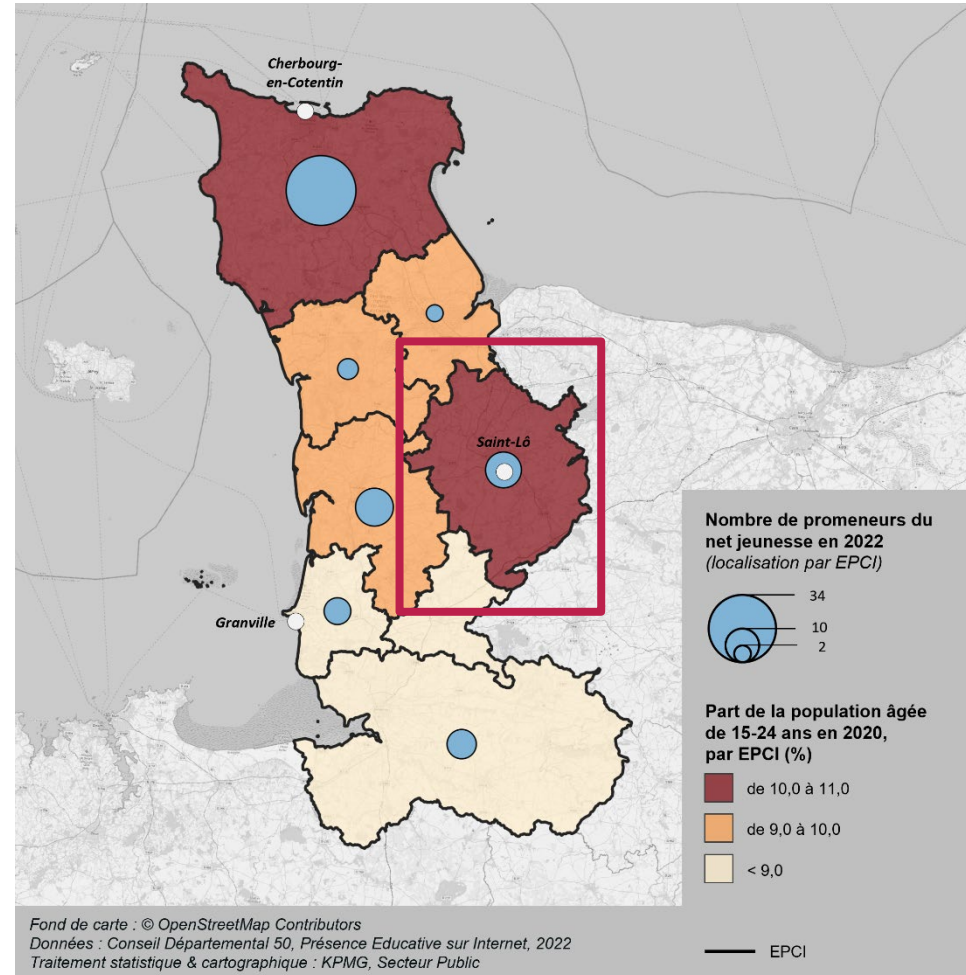 Cherbourg-
en-Cotentin
Saint-Lô
Granville
Nombre de promeneurs du
net jeunesse en 2022
(localisation par EPCI)
34
10
2
Part de la population âgée
de 15-24 ans en 2020,
par EPCI (%)
de 10,0 à 11,0
de 9,0 à 10,0
< 9,0
EPCI
Fond de carte : © OpenStreetMap Contributors
Données : Conseil Départemental 50, Présence Educative sur Internet, 2022
Traitement statistique & cartographique : KPMG, Secteur Public